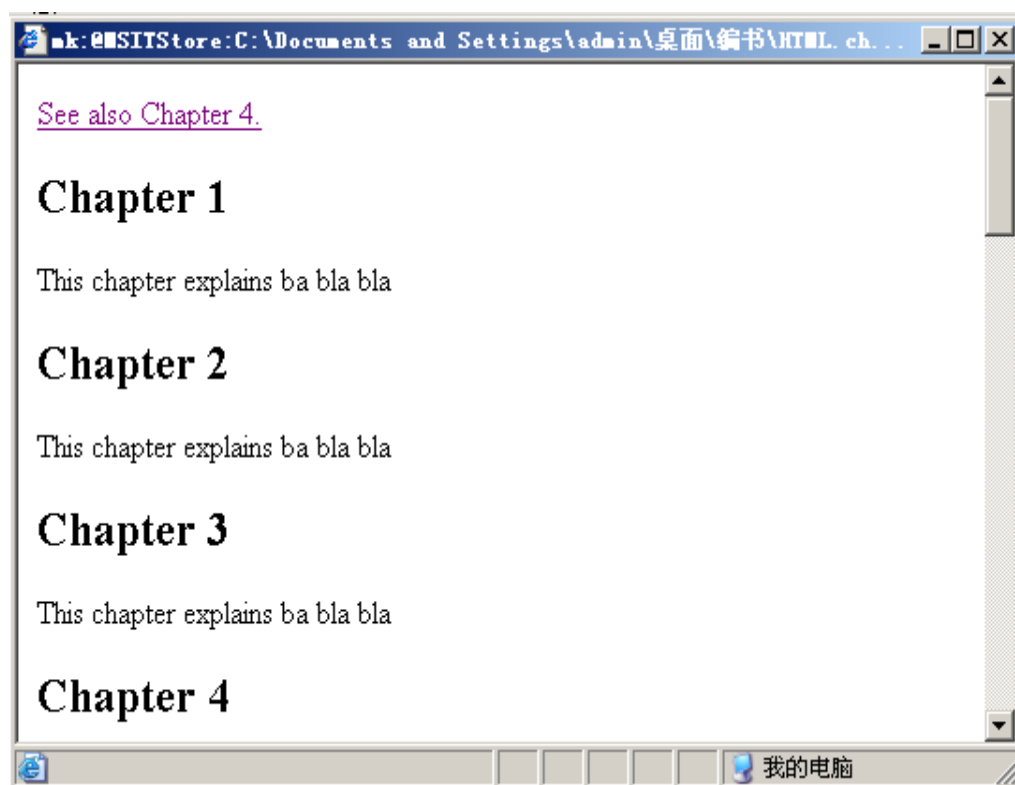 mk:@MSITStore:C:\Documents and Settings\admin\桌面\编书\HTML.ch...
See also Chapter 4.
Chapter 1
This chapter explains ba bla bla
Chapter 2
This chapter explains ba bla bla
Chapter 3
This chapter explains ba bla bla
Chapter 4
我的电脑